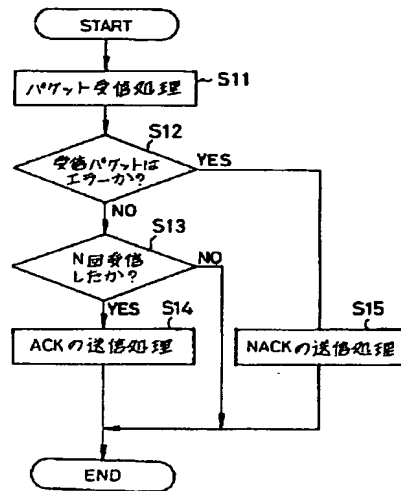 START
パケット受信処理
S11
S12
受信パケットは
エラーか?
YES
NO
S13
N回受信
したか?
NO
YES
S14
S15
ACKの送信処理
NACKの送信処理
END